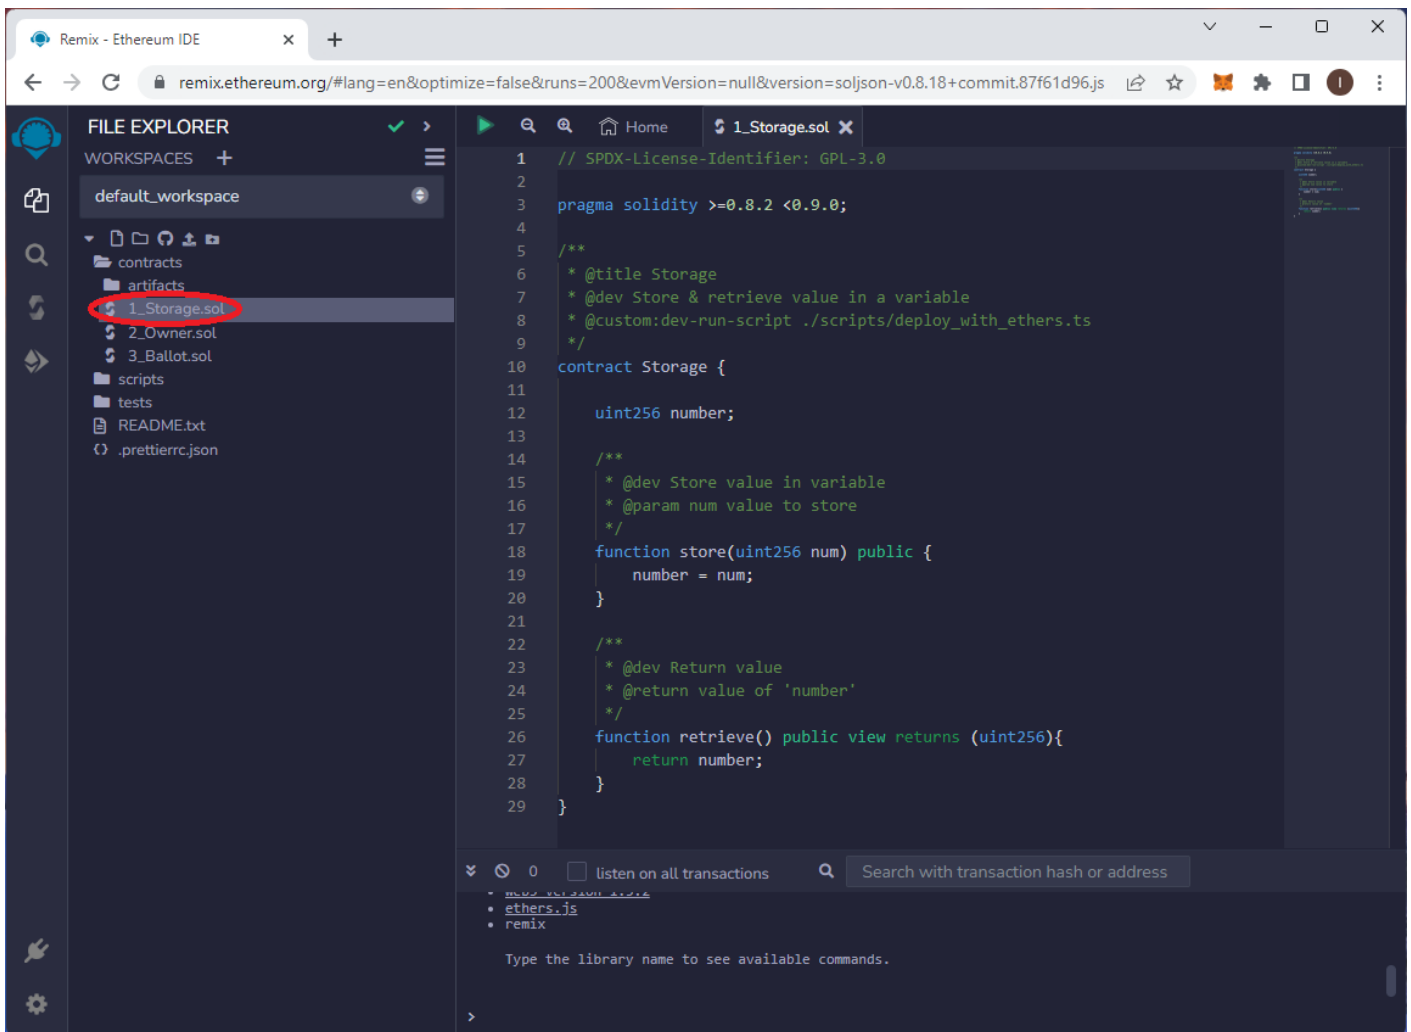 Remix - Ethereum IDE
remix.ethereum.org/#lang=en&optimize=false&runs=200&evmVersion=null&version=soljson-v0.8.18+commit.87f61d96.js
I
FILE EXPLORER
WORKSPACES
default_workspace
contracts
artifacts
1_Storage.sol
2_Owner.sol
3_Ballot.sol
scripts
tests
README.txt
.prettierrc.json
Home
1_Storage.sol
1 // SPDX-License-Identifier: GPL-3.0
2
3 pragma solidity >=0.8.2 <0.9.0;
4
5 /**
6 * @title Storage
7 * @dev Store & retrieve value in a variable
8 * @custom:dev-run-script ./scripts/deploy_with_ethers.ts
9 */
10 contract Storage {
11
12 uint256 number;
13
14 /**
15 * @dev Store value in variable
16 * @param num value to store
17 */
18 function store(uint256 num) public {
19 number = num;
20 }
21
22 /**
23 * @dev Return value
24 * @return value of 'number'
25 */
26 function retrieve() public view returns (uint256){
27 return number;
28 }
29 }
0
listen on all transactions
Search with transaction hash or address
web3 version 1.5.2
ethers.js
remix
Type the library name to see available commands.
>